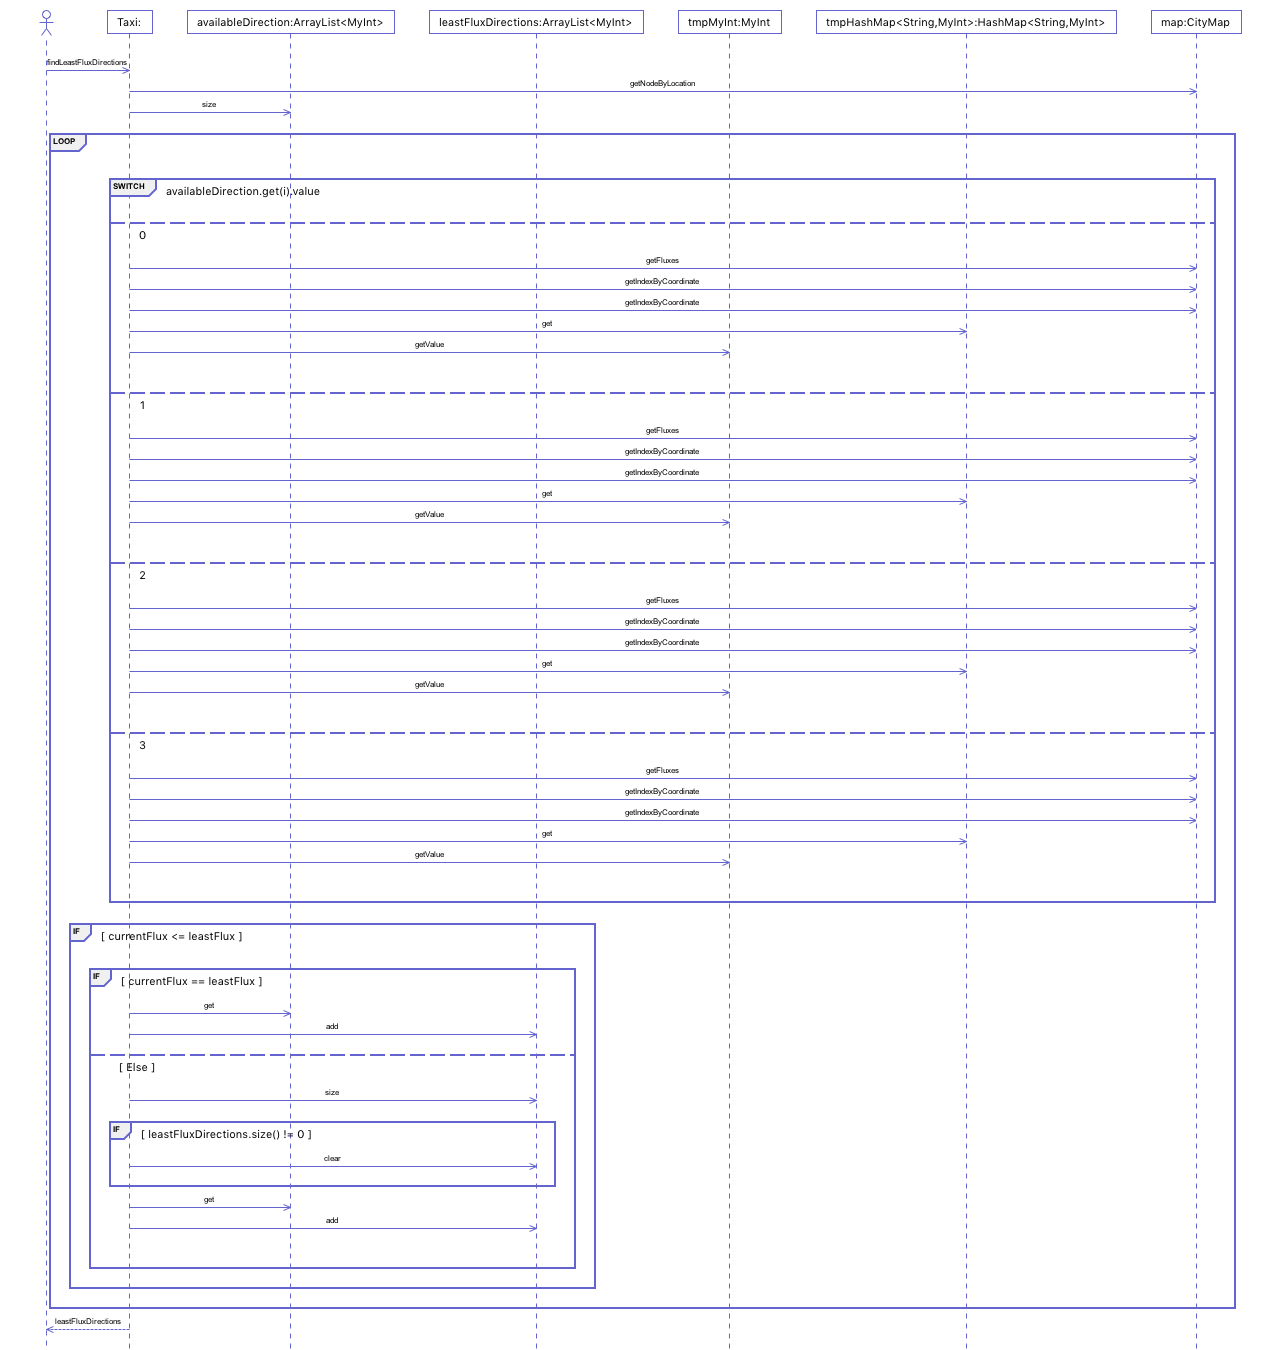 Taxi:
availableDirection:ArrayList<MyInt>
leastFluxDirections:ArrayList<MyInt>
tmpMyInt:MyInt
tmpHashMap<String,MyInt>:HashMap<String,MyInt>
map:CityMap
findLeastFluxDirections
getNodeByLocation
size
LOOP
SWITCH
availableDirection.get(i).value
0
getFluxes
getIndexByCoordinate
getIndexByCoordinate
get
getValue
1
getFluxes
getIndexByCoordinate
getIndexByCoordinate
get
getValue
2
getFluxes
getIndexByCoordinate
getIndexByCoordinate
get
getValue
3
getFluxes
getIndexByCoordinate
getIndexByCoordinate
get
getValue
IF
[ currentFlux <= leastFlux ]
IF
[ currentFlux == leastFlux ]
get
add
[ Else ]
size
IF
[ leastFluxDirections.size() != 0 ]
clear
get
add
leastFluxDirections